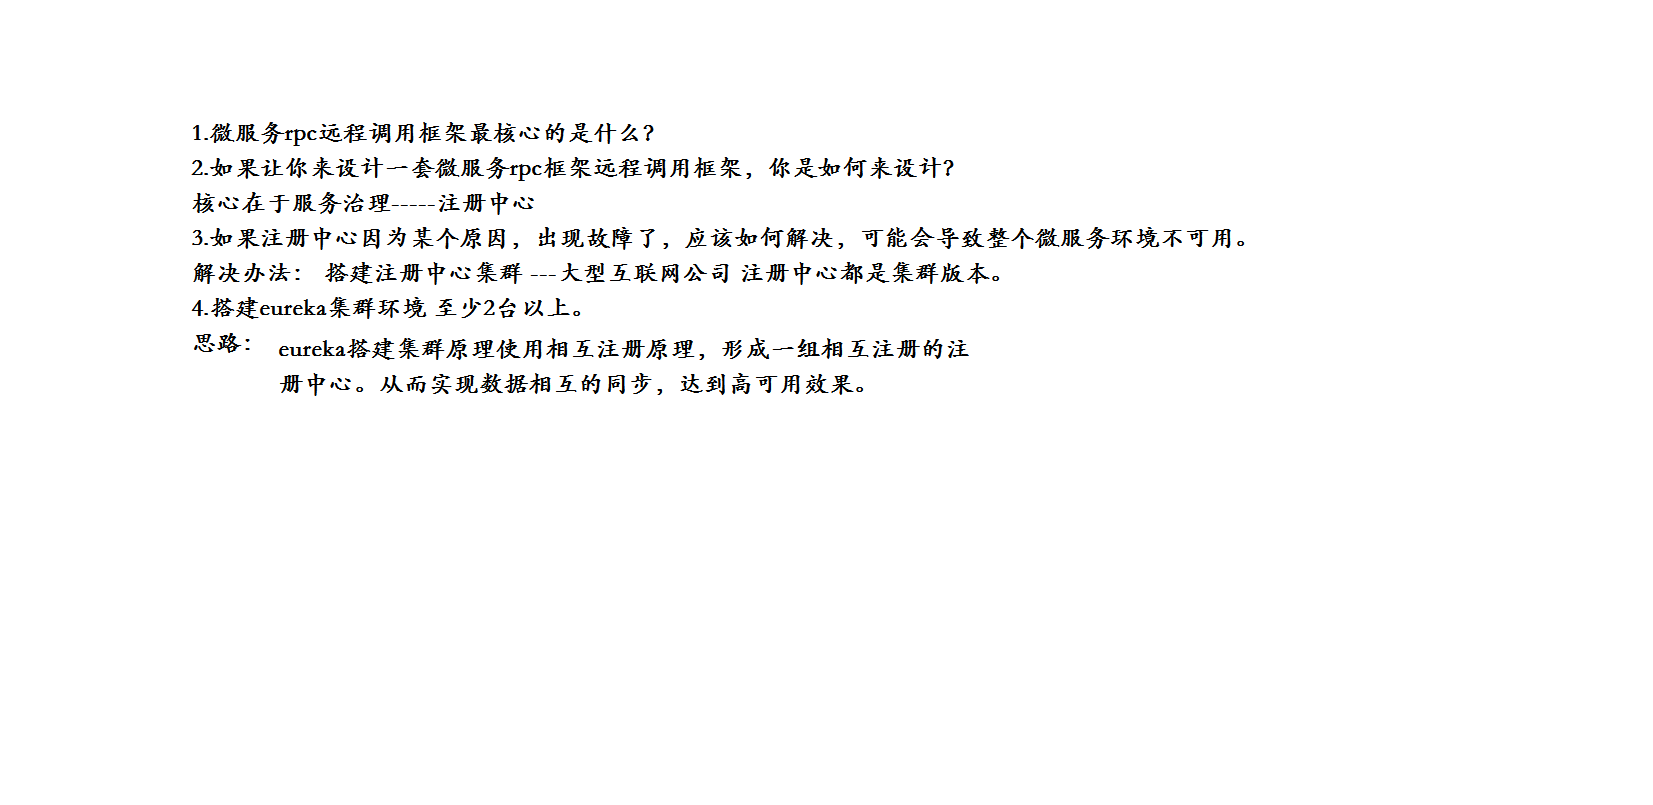 1.微服务rpc远程调用框架最核心的是什么?
2.如果让你来设计一套微服务rpc框架远程调用框架，你是如何来设计?
核心在于服务治理-----注册中心
3.如果注册中心因为某个原因，出现故障了，应该如何解决，可能会导致整个微服务环境不可用。
解决办法： 搭建注册中心集群 ---大型互联网公司 注册中心都是集群版本。
4.搭建eureka集群环境 至少2台以上。
思路： eureka搭建集群原理使用相互注册原理，形成一组相互注册的注
册中心。从而实现数据相互的同步，达到高可用效果。